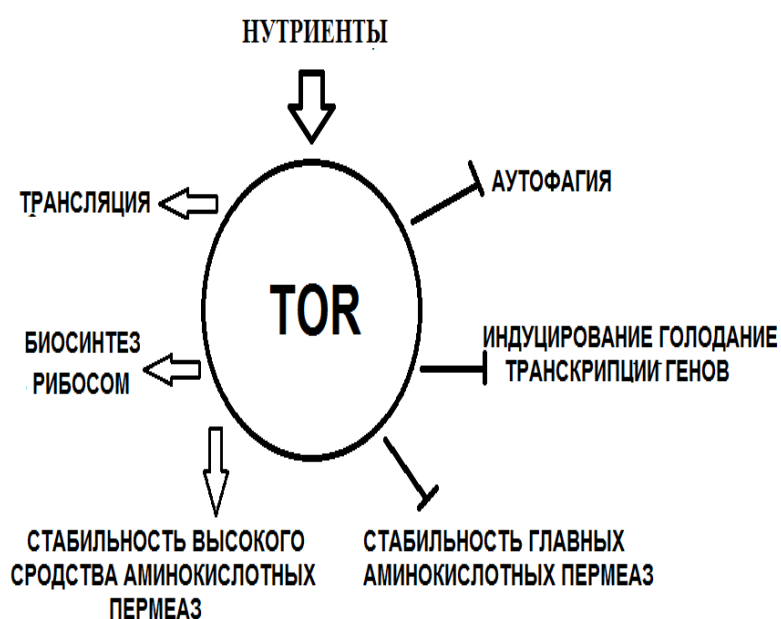 НУТРИЕНТЫ
ТРАНСЛЯЦИЯ
АУТОФАГИЯ
TOR
БИОСИНТЕЗ
РИБОСОМ
ИНДУЦИРОВАНИЕ ГОЛОДАНИЕ
ТРАНСКРИПЦИИ ГЕНОВ
СТАБИЛЬНОСТЬ ВЫСОКОГО
СРОДСТВА АМИНОКИСЛОТНЫХ
ПЕРМЕАЗ
СТАБИЛЬНОСТЬ ГЛАВНЫХ
АМИНОКИСЛОТНЫХ ПЕРМЕАЗ